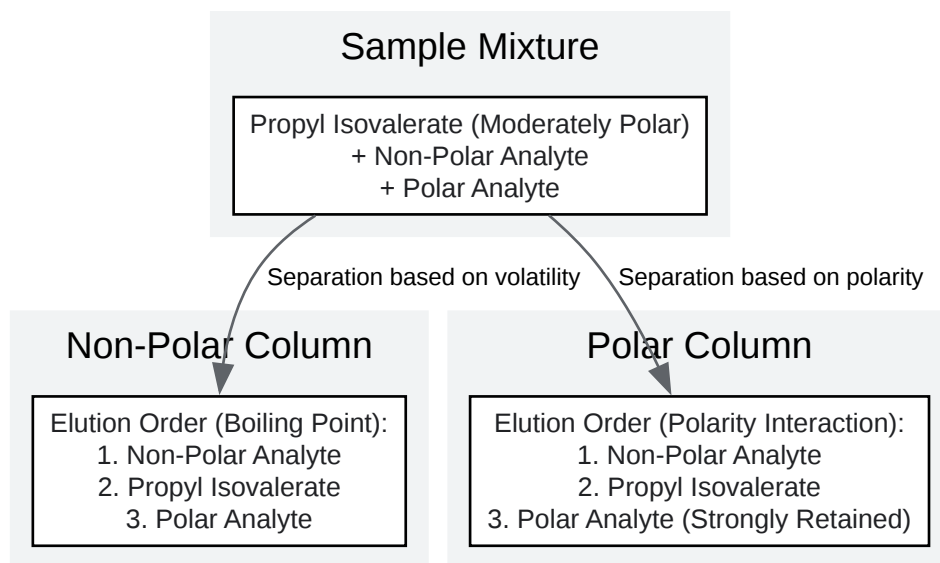 Sample Mixture
Propyl Isovalerate (Moderately Polar)
+ Non-Polar Analyte
+ Polar Analyte
Separation based on volatility
Separation based on polarity
Non-Polar Column
Elution Order (Boiling Point):
1. Non-Polar Analyte
2. Propyl Isovalerate
3. Polar Analyte
Polar Column
Elution Order (Polarity Interaction):
1. Non-Polar Analyte
2. Propyl Isovalerate
3. Polar Analyte (Strongly Retained)